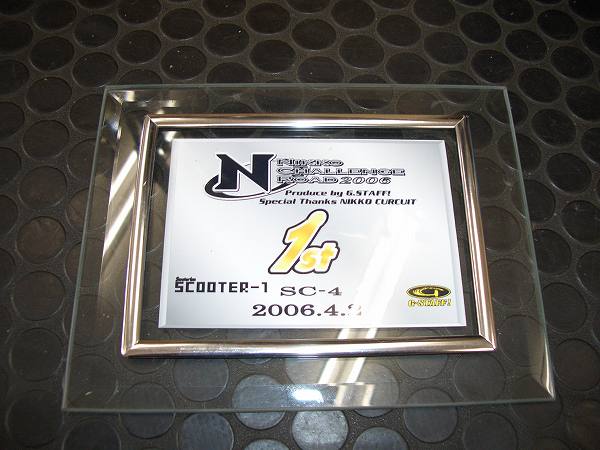 N NIKKO
CHALLENGE
ROAD 2006
Produce by G.STAFF!
Special Thanks NIKKO CURCUIT
1st
SCOOTER-1 SC-4
G-STAFF!
2006.4.2